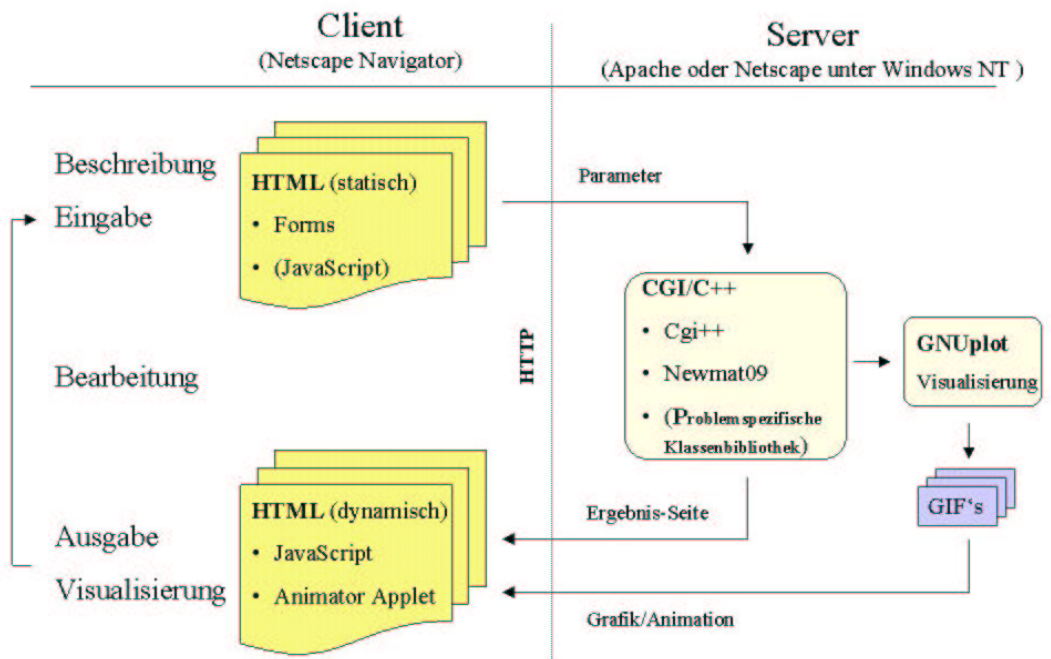 Client
(Netscape Navigator)
Server
(Apache oder Netscape unter Windows NT )
Beschreibung
Eingabe
HTML (statisch)
• Forms
• (JavaScript)
Parameter
Bearbeitung
HTTP
CGI/C++
• Cgi++
• Newmat09
• (Problemspezifische
Klassenbibliothek)
GNUplot
Visualisierung
GIF‘s
Ausgabe
Visualisierung
HTML (dynamisch)
• JavaScript
• Animator Applet
Ergebnis-Seite
Grafik/Animation